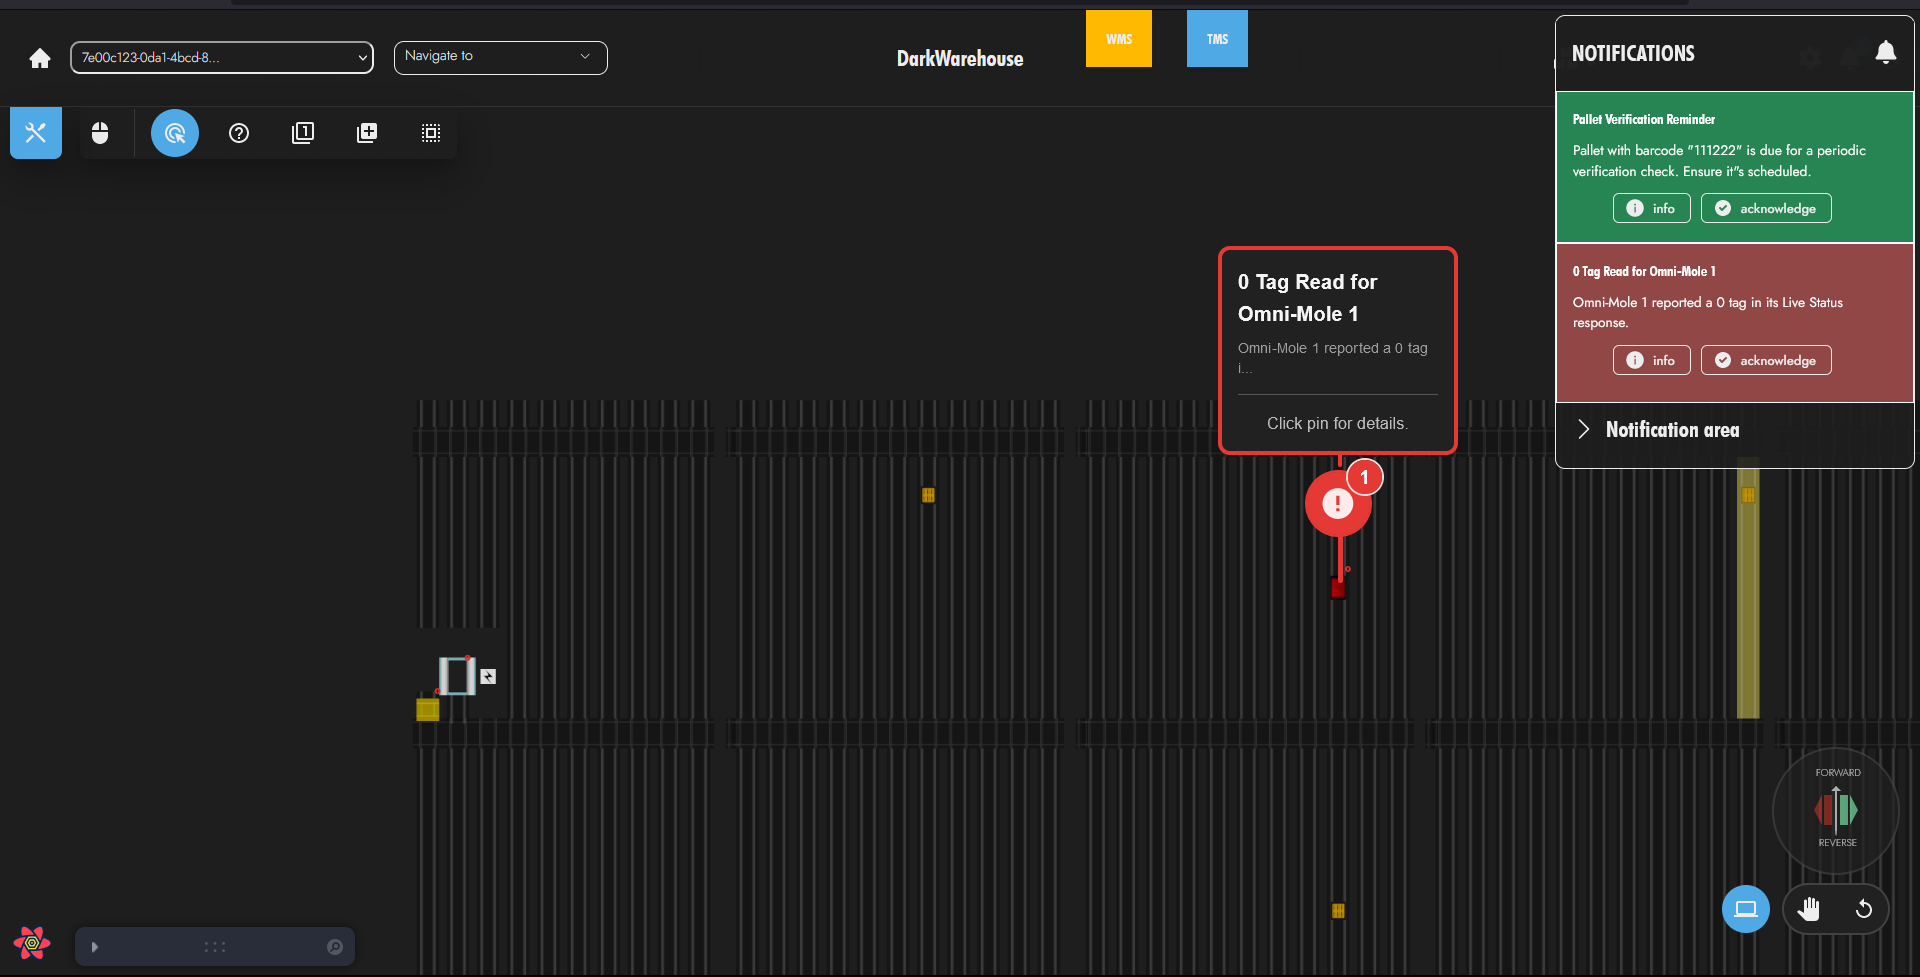 7e00c123-0da1-4bcd-8...
Navigate to
DarkWarehouse
WMS
TMS
NOTIFICATIONS
Pallet Verification Reminder
Pallet with barcode "111222" is due for a periodic
verification check. Ensure it"s scheduled.
info
acknowledge
0 Tag Read for Omni-Mole 1
Omni-Mole 1 reported a 0 tag in its Live Status
response.
info
acknowledge
Notification area
1
0 Tag Read for
Omni-Mole 1
Omni-Mole 1 reported a 0 tag
i...
Click pin for details.
1
FORWARD
REVERSE